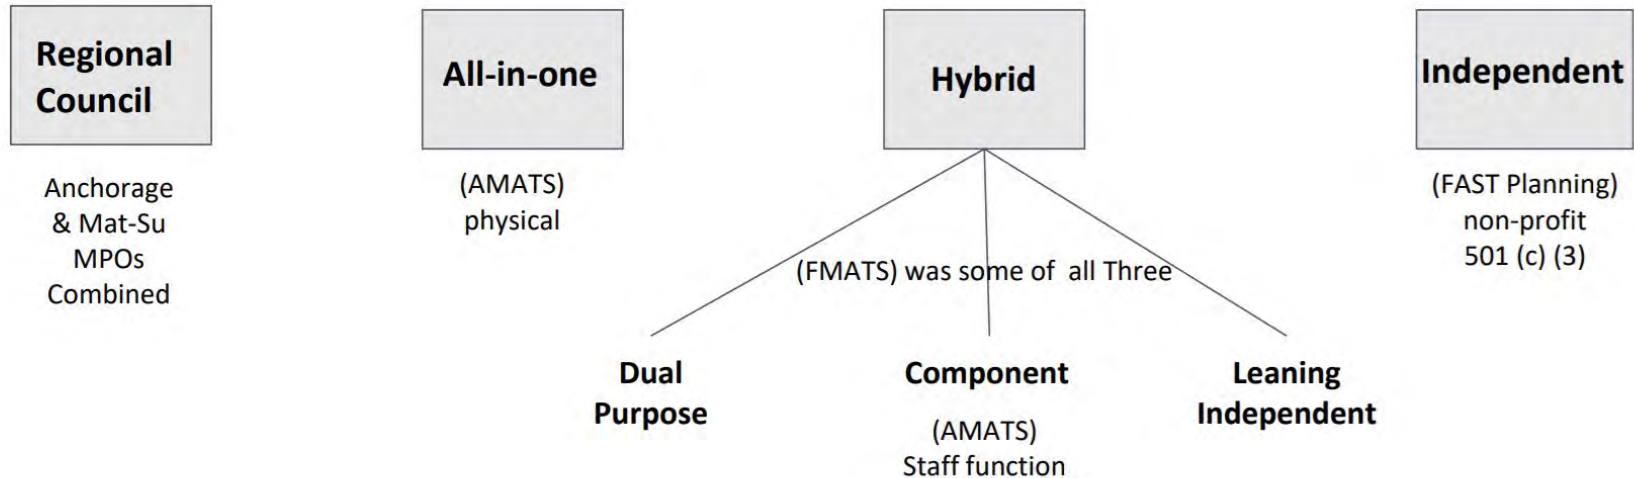 Regional
Council
Anchorage
& Mat-Su
MPOs
Combined
All-in-one
(AMATS)
physical
Hybrid
(FMATS) was some of  all Three
Dual
Purpose
Component
(AMATS)
Staff function
Leaning
Independent
Independent
(FAST Planning)
non-profit
501 (c) (3)